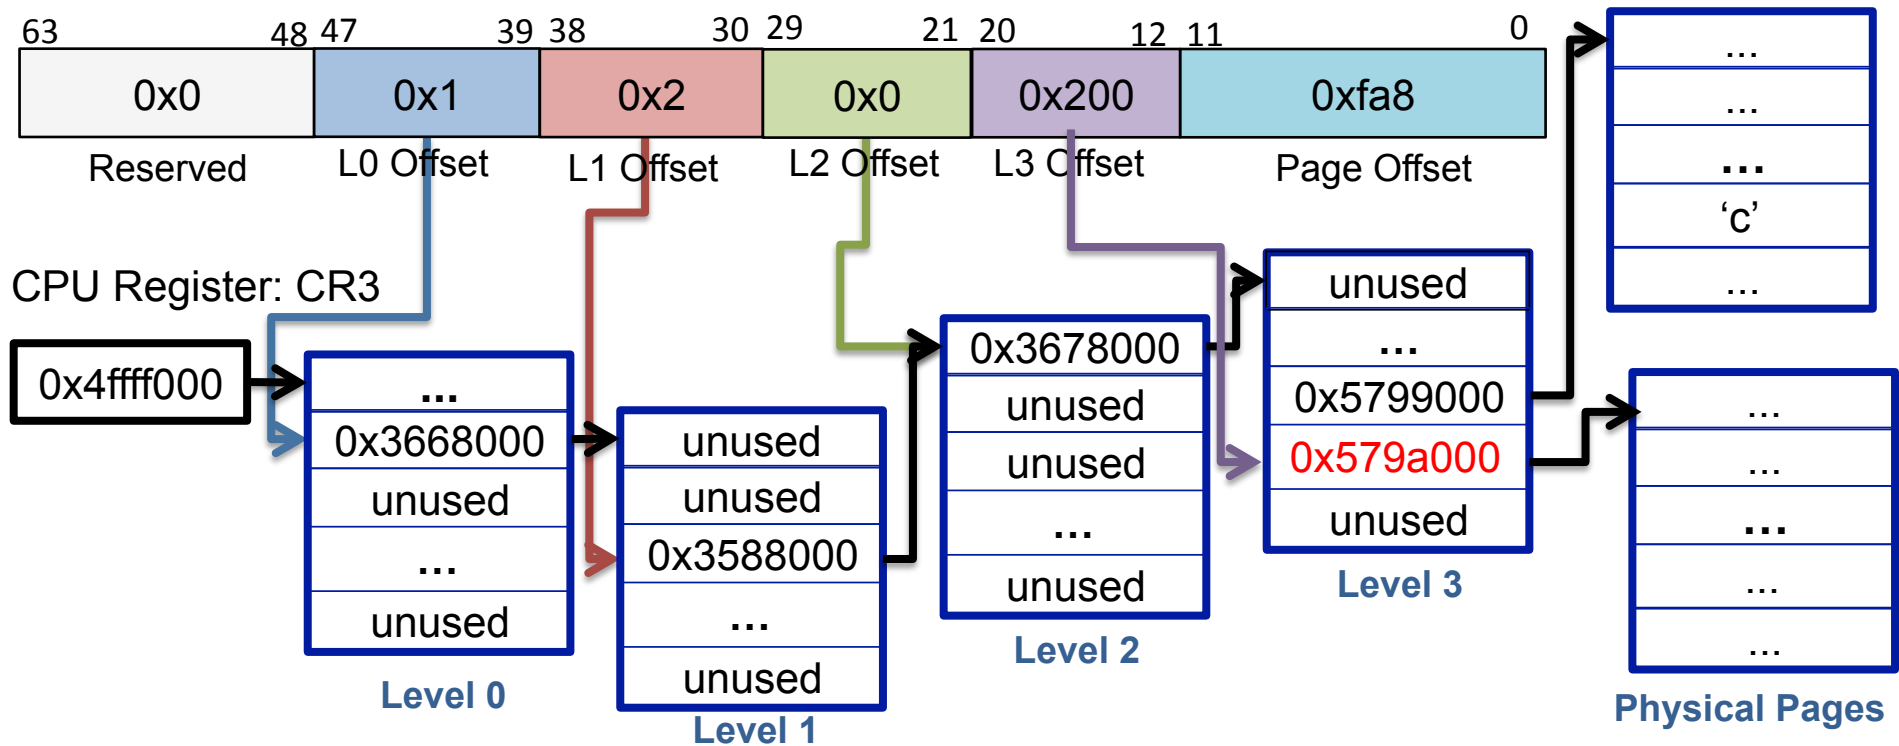 63 48 47 39 38 30 29 21 20 12 11 0
0x0 0x1 0x2 0x0 0x200 0xfa8
Reserved L0 Offset L1 Offset L2 Offset L3 Offset Page Offset
CPU Register: CR3
0x4ffff000
...
0x3668000
unused
...
unused
Level 0
unused
unused
0x3588000
...
unused
Level 1
0x3678000
unused
unused
...
unused
Level 2
unused
...
0x5799000
0x579a000
unused
Level 3
...
...
...
‘c’
...
...
...
...
...
...
Physical Pages